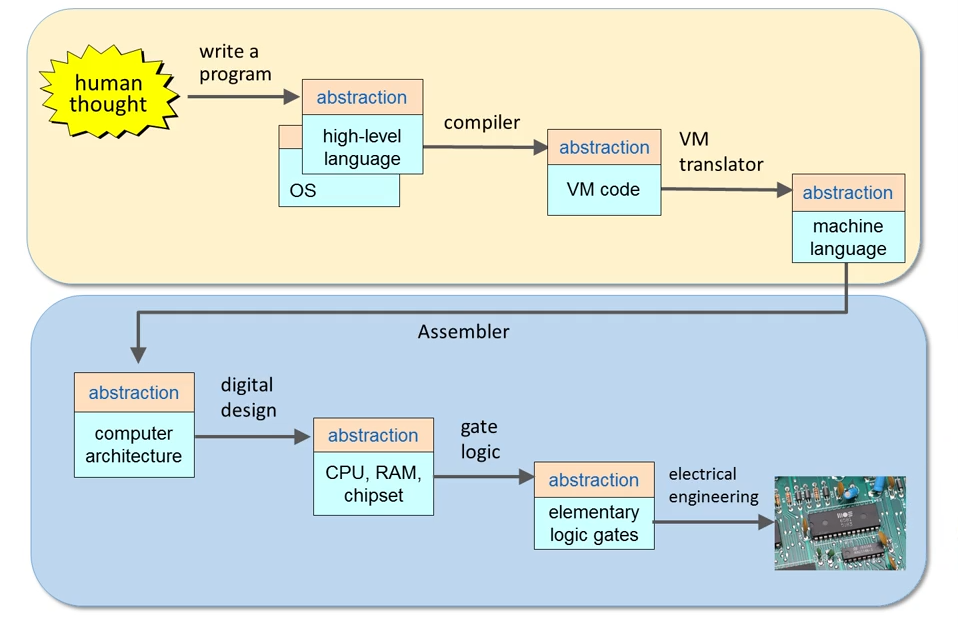 human
thought
write a
program
abstraction
high-level
language
OS
compiler
abstraction
VM code
VM
translator
abstraction
machine
language
Assembler
abstraction
computer
architecture
digital
design
abstraction
CPU, RAM,
chipset
gate
logic
abstraction
elementary
logic gates
electrical
engineering